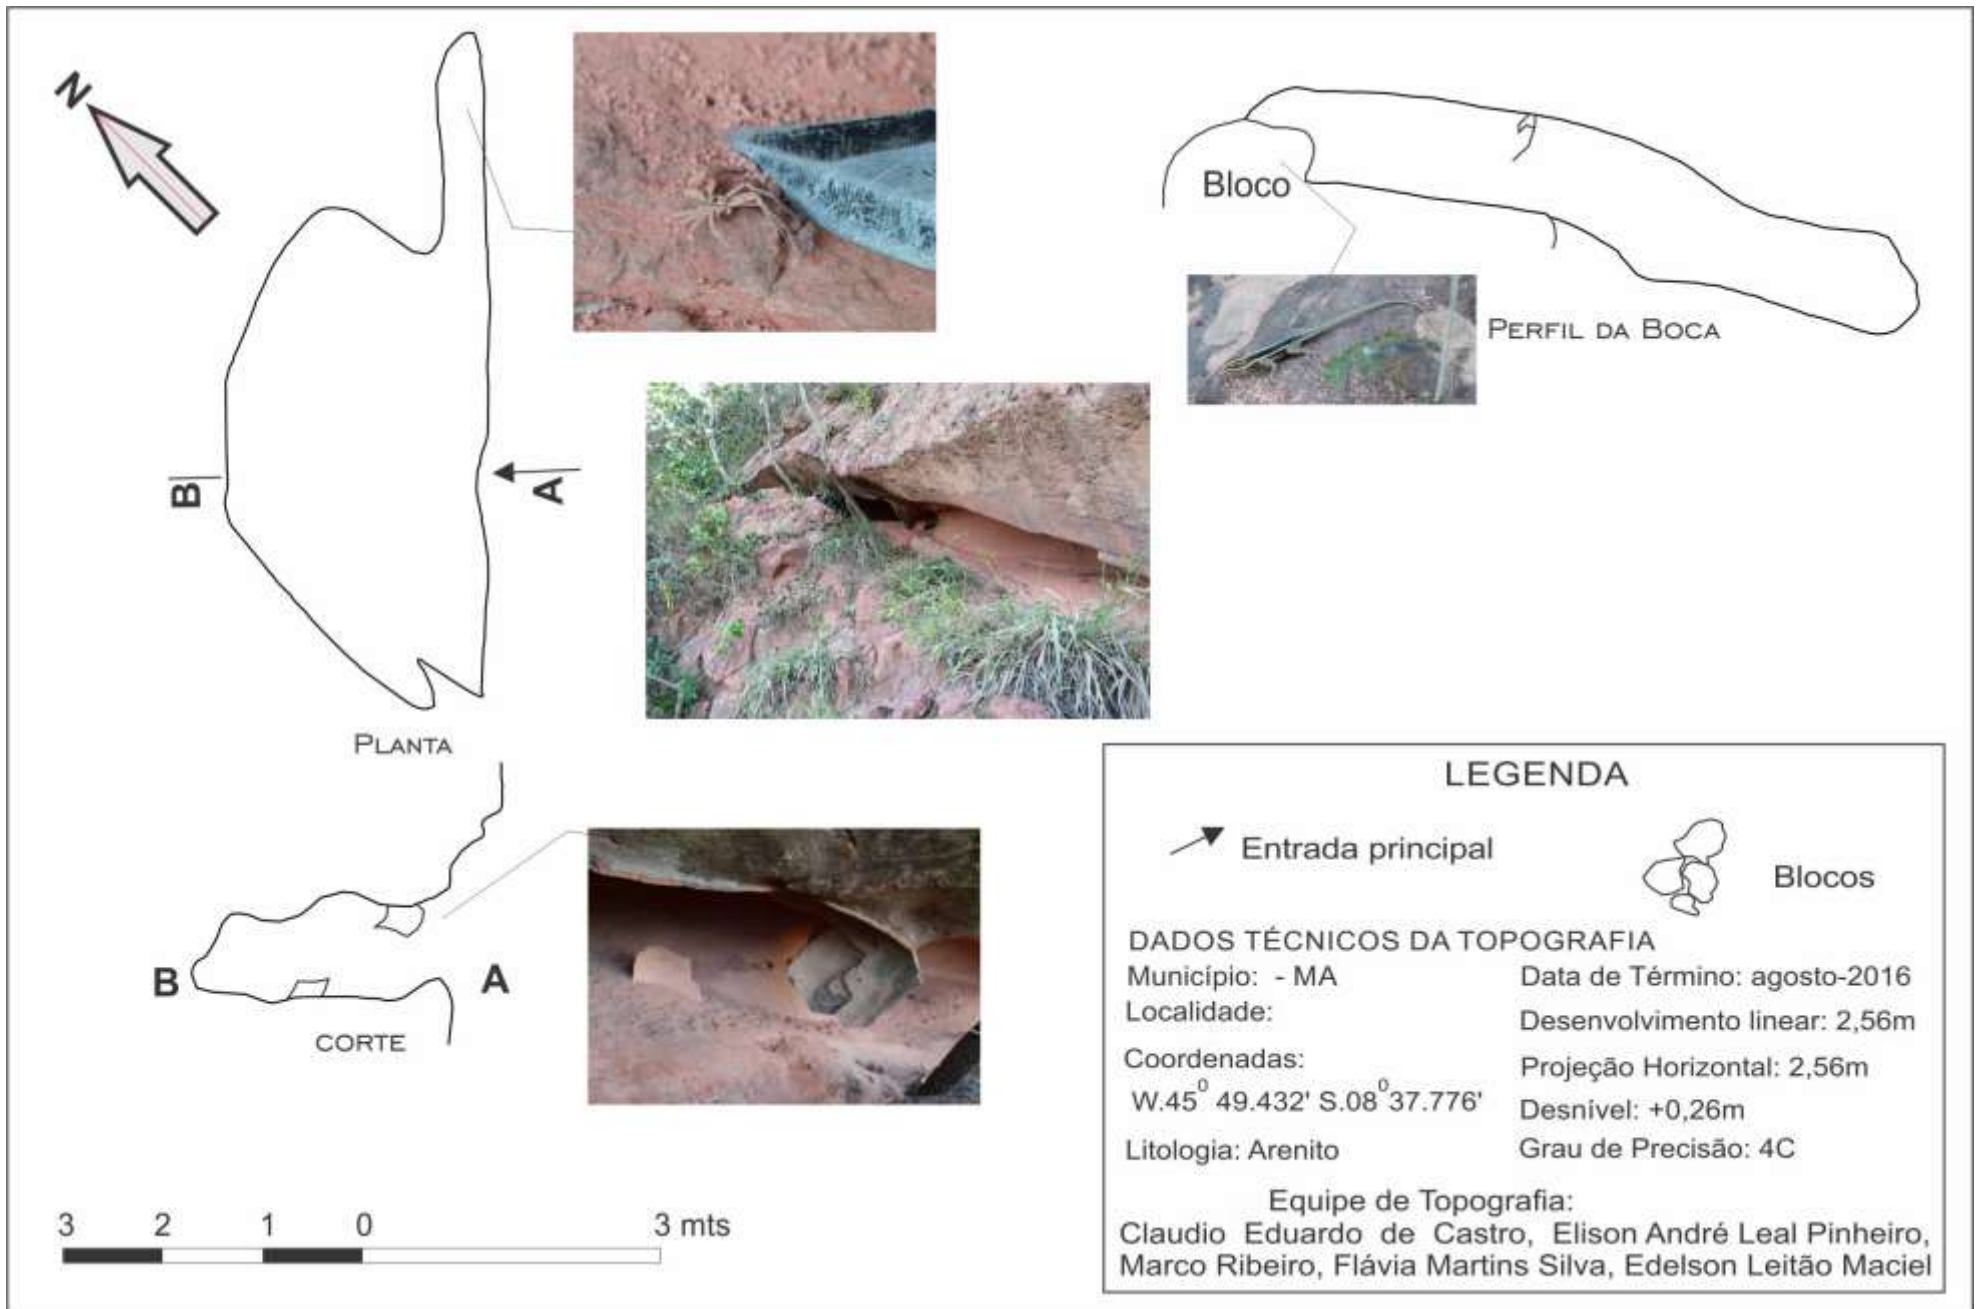 N
Bloco
PERFIL DA BOCA
B
A
PLANTA
B
A
CORTE
3 2 1 0 3 mts
LEGENDA
Entrada principal
Blocos
DADOS TÉCNICOS DA TOPOGRAFIA
Município: - MA
Data de Término: agosto-2016
Localidade:
Desenvolvimento linear: 2,56m
Coordenadas:
Projeção Horizontal: 2,56m
W.45⁰ 49.432' S.08⁰37.776'
Desnível: +0,26m
Litologia: Arenito
Grau de Precisão: 4C
Equipe de Topografia:
Claudio Eduardo de Castro, Elison André Leal Pinheiro,
Marco Ribeiro, Flávia Martins Silva, Edelson Leitão Maciel